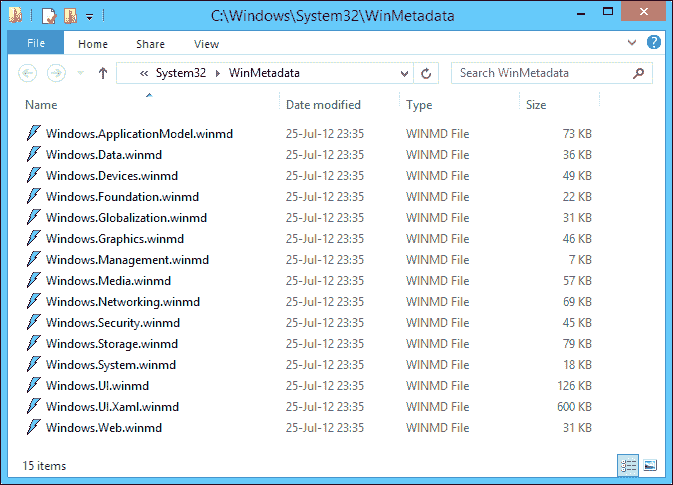 C:\Windows\System32\WinMetadata
File Home Share View
« System32 WinMetadata Search WinMetadata
Name Date modified Type Size
Windows.ApplicationModel.winmd 25-Jul-12 23:35 WINMD File 73 KB
Windows.Data.winmd 25-Jul-12 23:35 WINMD File 36 KB
Windows.Devices.winmd 25-Jul-12 23:35 WINMD File 49 KB
Windows.Foundation.winmd 25-Jul-12 23:35 WINMD File 22 KB
Windows.Globalization.winmd 25-Jul-12 23:35 WINMD File 31 KB
Windows.Graphics.winmd 25-Jul-12 23:35 WINMD File 46 KB
Windows.Management.winmd 25-Jul-12 23:35 WINMD File 7 KB
Windows.Media.winmd 25-Jul-12 23:35 WINMD File 57 KB
Windows.Networking.winmd 25-Jul-12 23:35 WINMD File 69 KB
Windows.Security.winmd 25-Jul-12 23:35 WINMD File 45 KB
Windows.Storage.winmd 25-Jul-12 23:35 WINMD File 79 KB
Windows.System.winmd 25-Jul-12 23:35 WINMD File 18 KB
Windows.UI.winmd 25-Jul-12 23:35 WINMD File 126 KB
Windows.UI.Xaml.winmd 25-Jul-12 23:35 WINMD File 600 KB
Windows.Web.winmd 25-Jul-12 23:35 WINMD File 31 KB
15 items